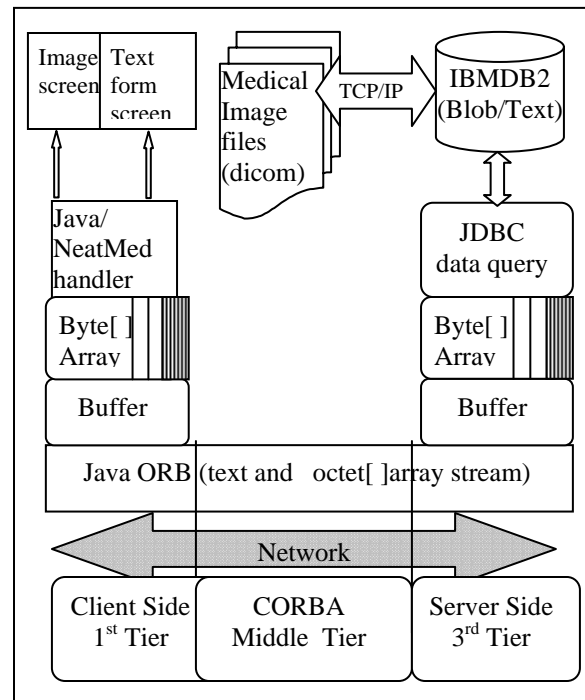 Image
screen
Text
form
screen
Medical
Image
files
(dicom)
TCP/IP
IBMDB2
(Blob/Text)
Java/
NeatMed
handler
JDBC
data query
Byte[ ]
Array
Byte[ ]
Array
Buffer
Buffer
Java ORB (text and octet[ ]array stream)
Network
Client Side
1st Tier
CORBA
Middle Tier
Server Side
3rd Tier